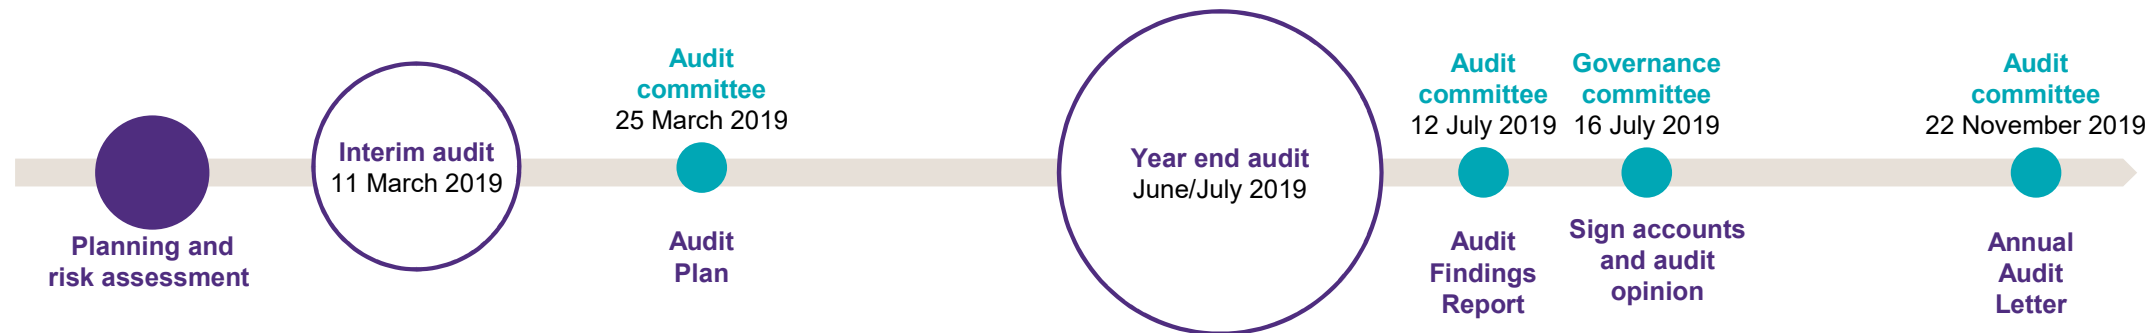 Planning and
risk assessment
Interim audit
11 March 2019
Audit
committee
25 March 2019
Audit
Plan
Year end audit
June/July 2019
Audit
committee
12 July 2019
Audit
Findings
Report
Governance
committee
16 July 2019
Sign accounts
and audit
opinion
Audit
committee
22 November 2019
Annual
Audit
Letter